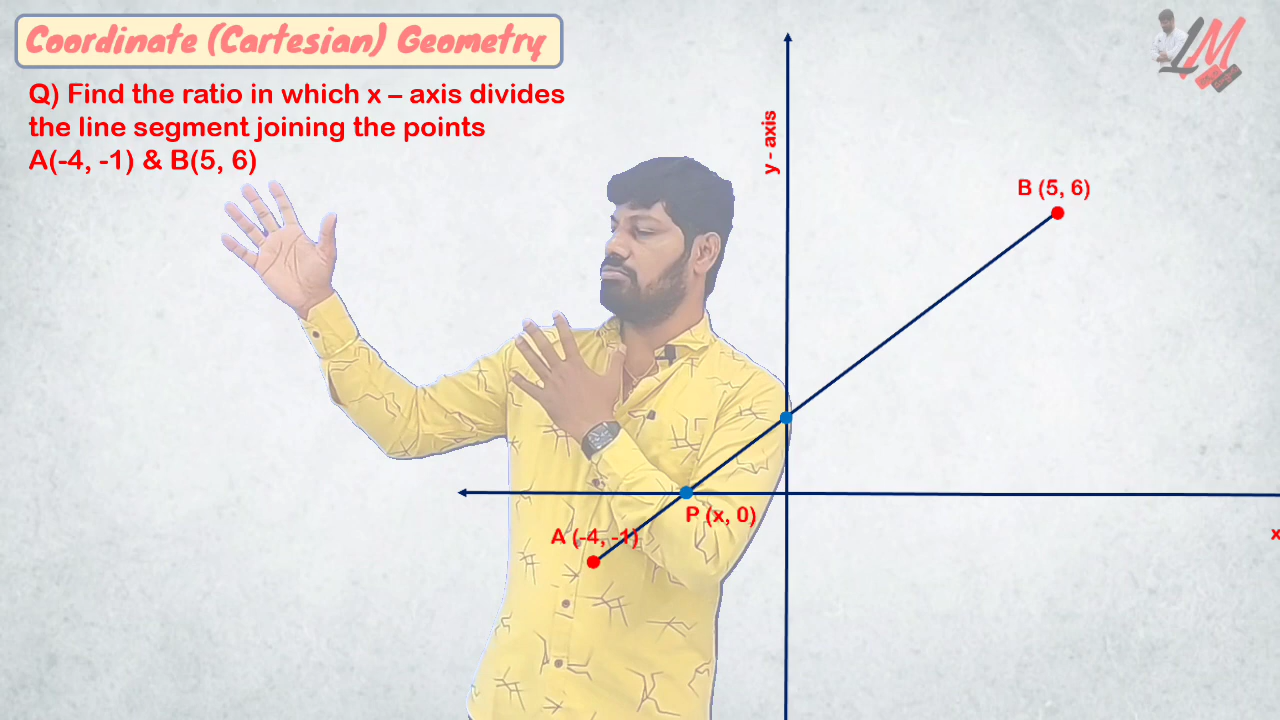 Coordinate (Cartesian) Geometry
LM
Q) Find the ratio in which x – axis divides
the line segment joining the points
A(-4, -1) & B(5, 6)
y - axis
B (5, 6)
P (x, 0)
A (-4, -1)
x